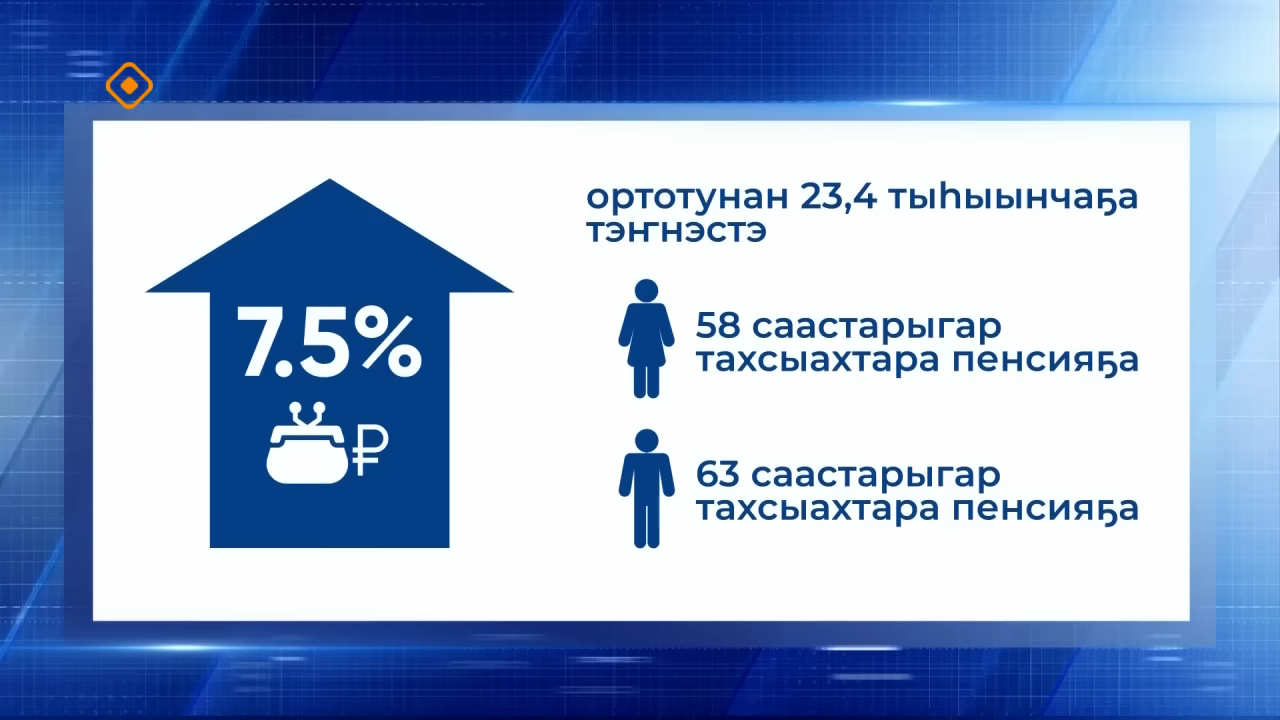 ортотунан 23,4 тыһыынчаҕа
тэҥнэстэ
7.5%
₽
58 саастарыгар
тахсыахтара пенсияҕа
63 саастарыгар
тахсыахтара пенсияҕа